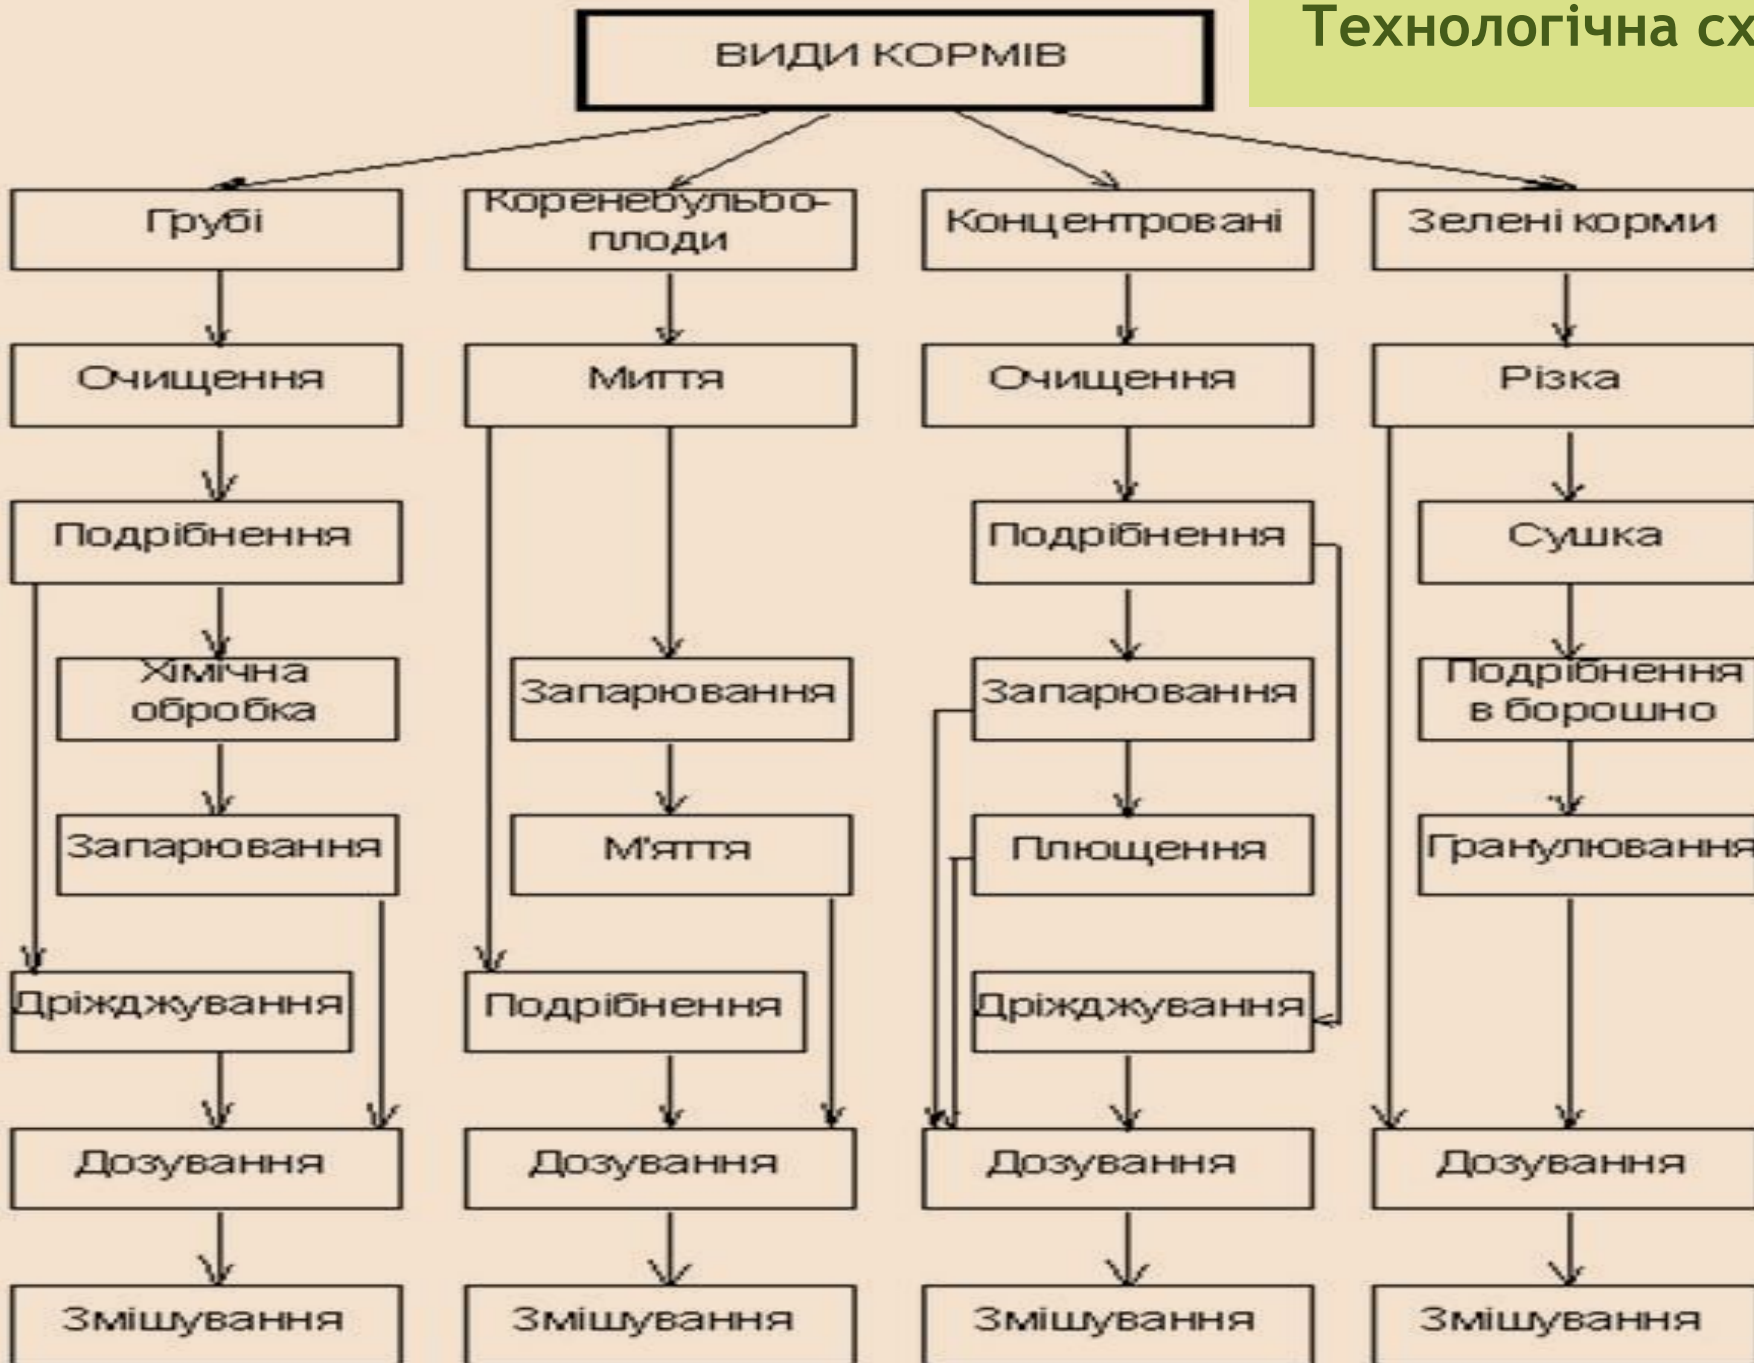 Технологічна сх
ВИДИ КОРМІВ
Грубі
Коренебульбо-
плоди
Концентровані
Зелені корми
Очищення
Миття
Очищення
Різка
Подрібнення
Подрібнення
Сушка
Хімічна
обробка
Запарювання
Запарювання
Подрібнення
в борошно
Запарювання
М'яття
Плющення
Гранулювання
Дріжджування
Подрібнення
Дріжджування
Дозування
Дозування
Дозування
Дозування
Змішування
Змішування
Змішування
Змішування